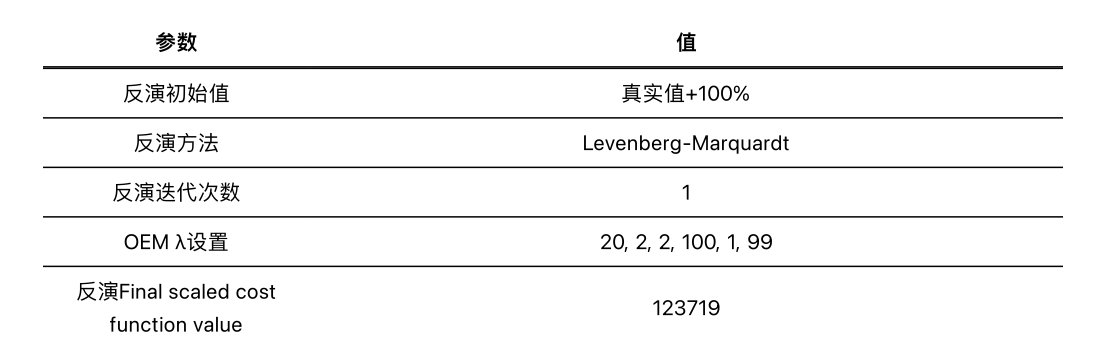 参数 值
反演初始值 真实值+100%
反演方法 Levenberg-Marquardt
反演迭代次数 1
OEM λ设置 20, 2, 2, 100, 1, 99
反演Final scaled cost
function value 123719